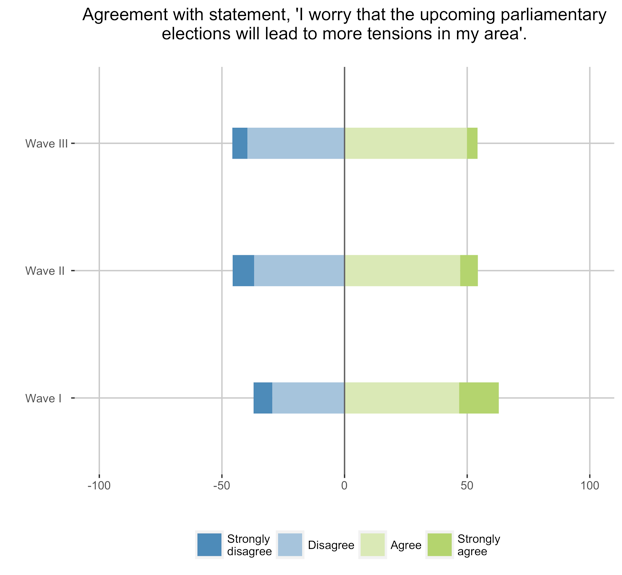 Agreement with statement, 'I worry that the upcoming parliamentary
elections will lead to more tensions in my area'.
Wave III
Wave II
Wave I
-100 -50 0 50 100
Strongly disagree Disagree Agree Strongly agree